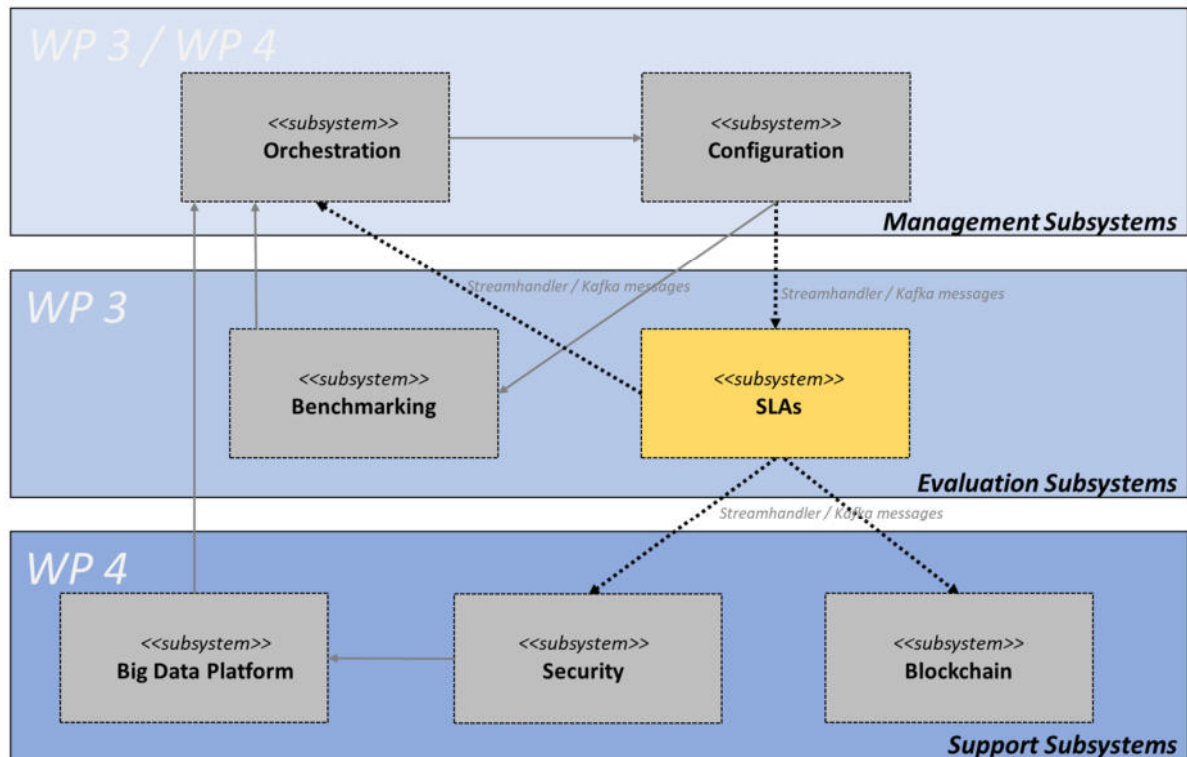 WP 3 / WP 4
<<subsystem>>
Orchestration
<<subsystem>>
Configuration
Management Subsystems
WP 3
Streamhandler / Kafka messages
Streamhandler / Kafka messages
<<subsystem>>
Benchmarking
<<subsystem>>
SLAs
Evaluation Subsystems
Streamhandler / Kafka messages
WP 4
<<subsystem>>
Big Data Platform
<<subsystem>>
Security
<<subsystem>>
Blockchain
Support Subsystems